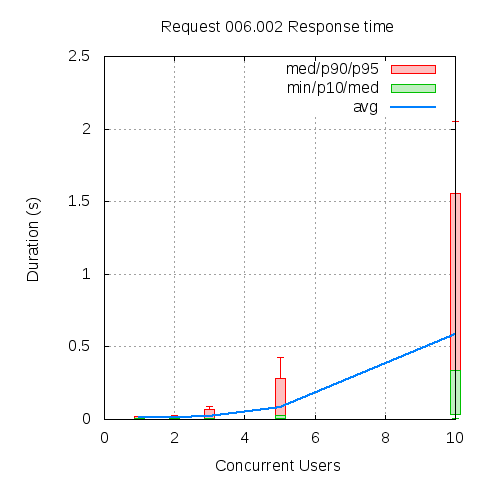 Request 006.002 Response time
med/p90/p95
min/p10/med
avg
Duration (s)
2.5
2
1.5
1
0.5
0
0
2
4
6
8
10
Concurrent Users